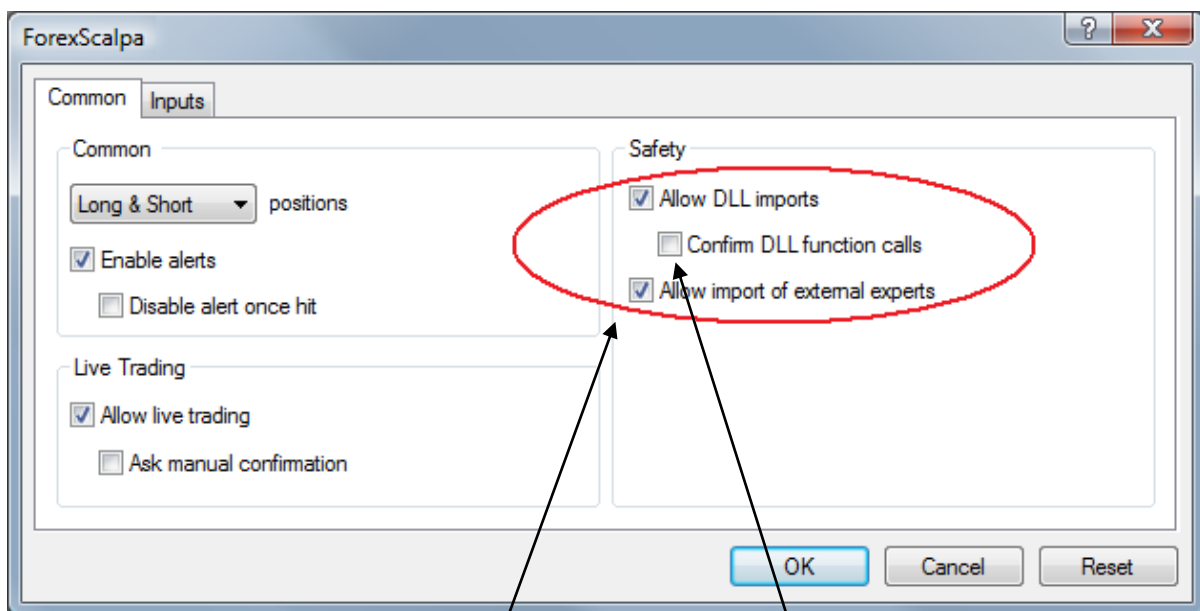 ForexScalpa
Common
Inputs
Common
Long & Short
positions
Enable alerts
Disable alert once hit
Live Trading
Allow live trading
Ask manual confirmation
Safety
Allow DLL imports
Confirm DLL function calls
Allow import of external experts
OK
Cancel
Reset